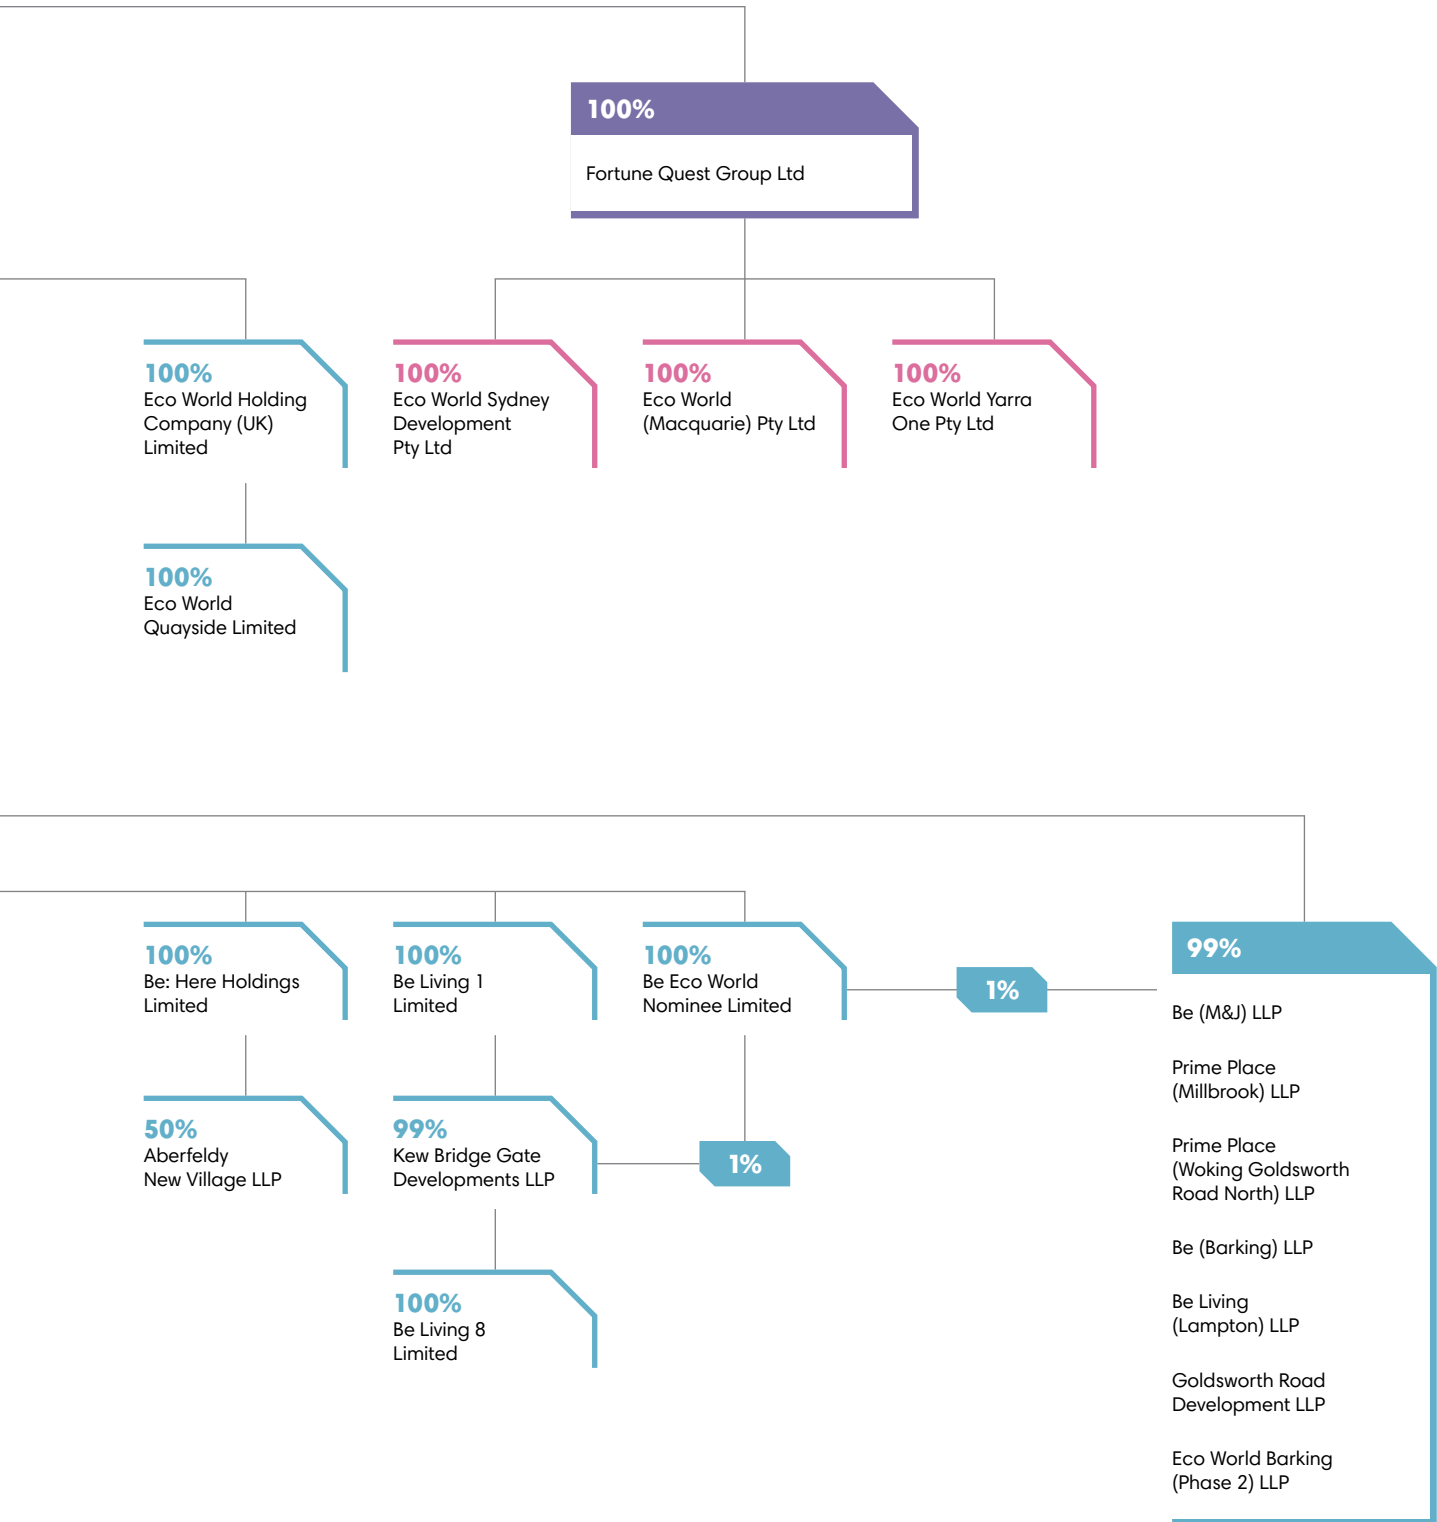 100%
Fortune Quest Group Ltd
100%
Eco World Holding
Company (UK)
Limited
100%
Eco World Sydney
Development
Pty Ltd
100%
Eco World
(Macquarie) Pty Ltd
100%
Eco World Yarra
One Pty Ltd
100%
Eco World
Quayside Limited
100%
Be: Here Holdings
Limited
100%
Be Living 1
Limited
100%
Be Eco World
Nominee Limited
1%
99%
Be (M&J) LLP
Prime Place
(Millbrook) LLP
Prime Place
(Woking Goldsworth
Road North) LLP
Be (Barking) LLP
Be Living
(Lampton) LLP
Goldsworth Road
Development LLP
Eco World Barking
(Phase 2) LLP
50%
Aberfeldy
New Village LLP
99%
Kew Bridge Gate
Developments LLP
1%
100%
Be Living 8
Limited